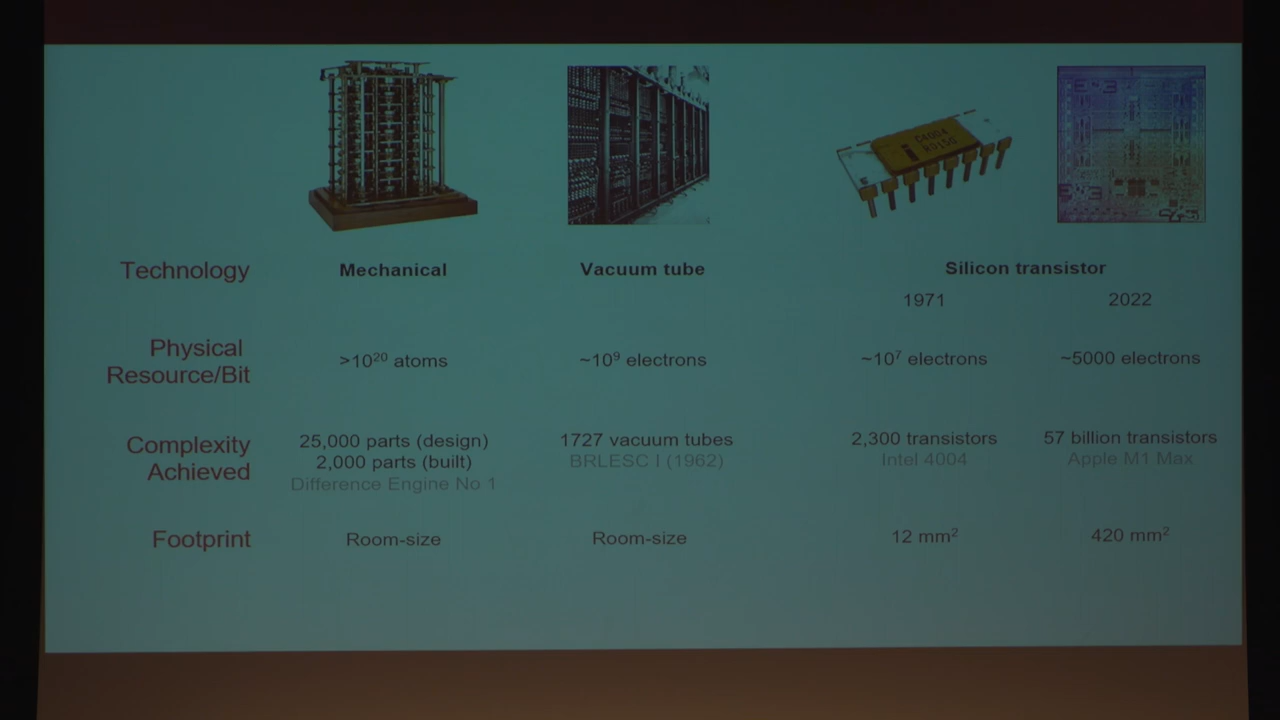 C4004
Technology
Mechanical
Vacuum tube
Silicon transistor
1971
2022
Physical
Resource/Bit
>10²⁰ atoms
~10⁹ electrons
~10⁷ electrons
~5000 electrons
Complexity
Achieved
25,000 parts (design)
2,000 parts (built)
Difference Engine No 1
1727 vacuum tubes
BRLESC I (1962)
2,300 transistors
Intel 4004
57 billion transistors
Apple M1 Max
Footprint
Room-size
Room-size
12 mm²
420 mm²